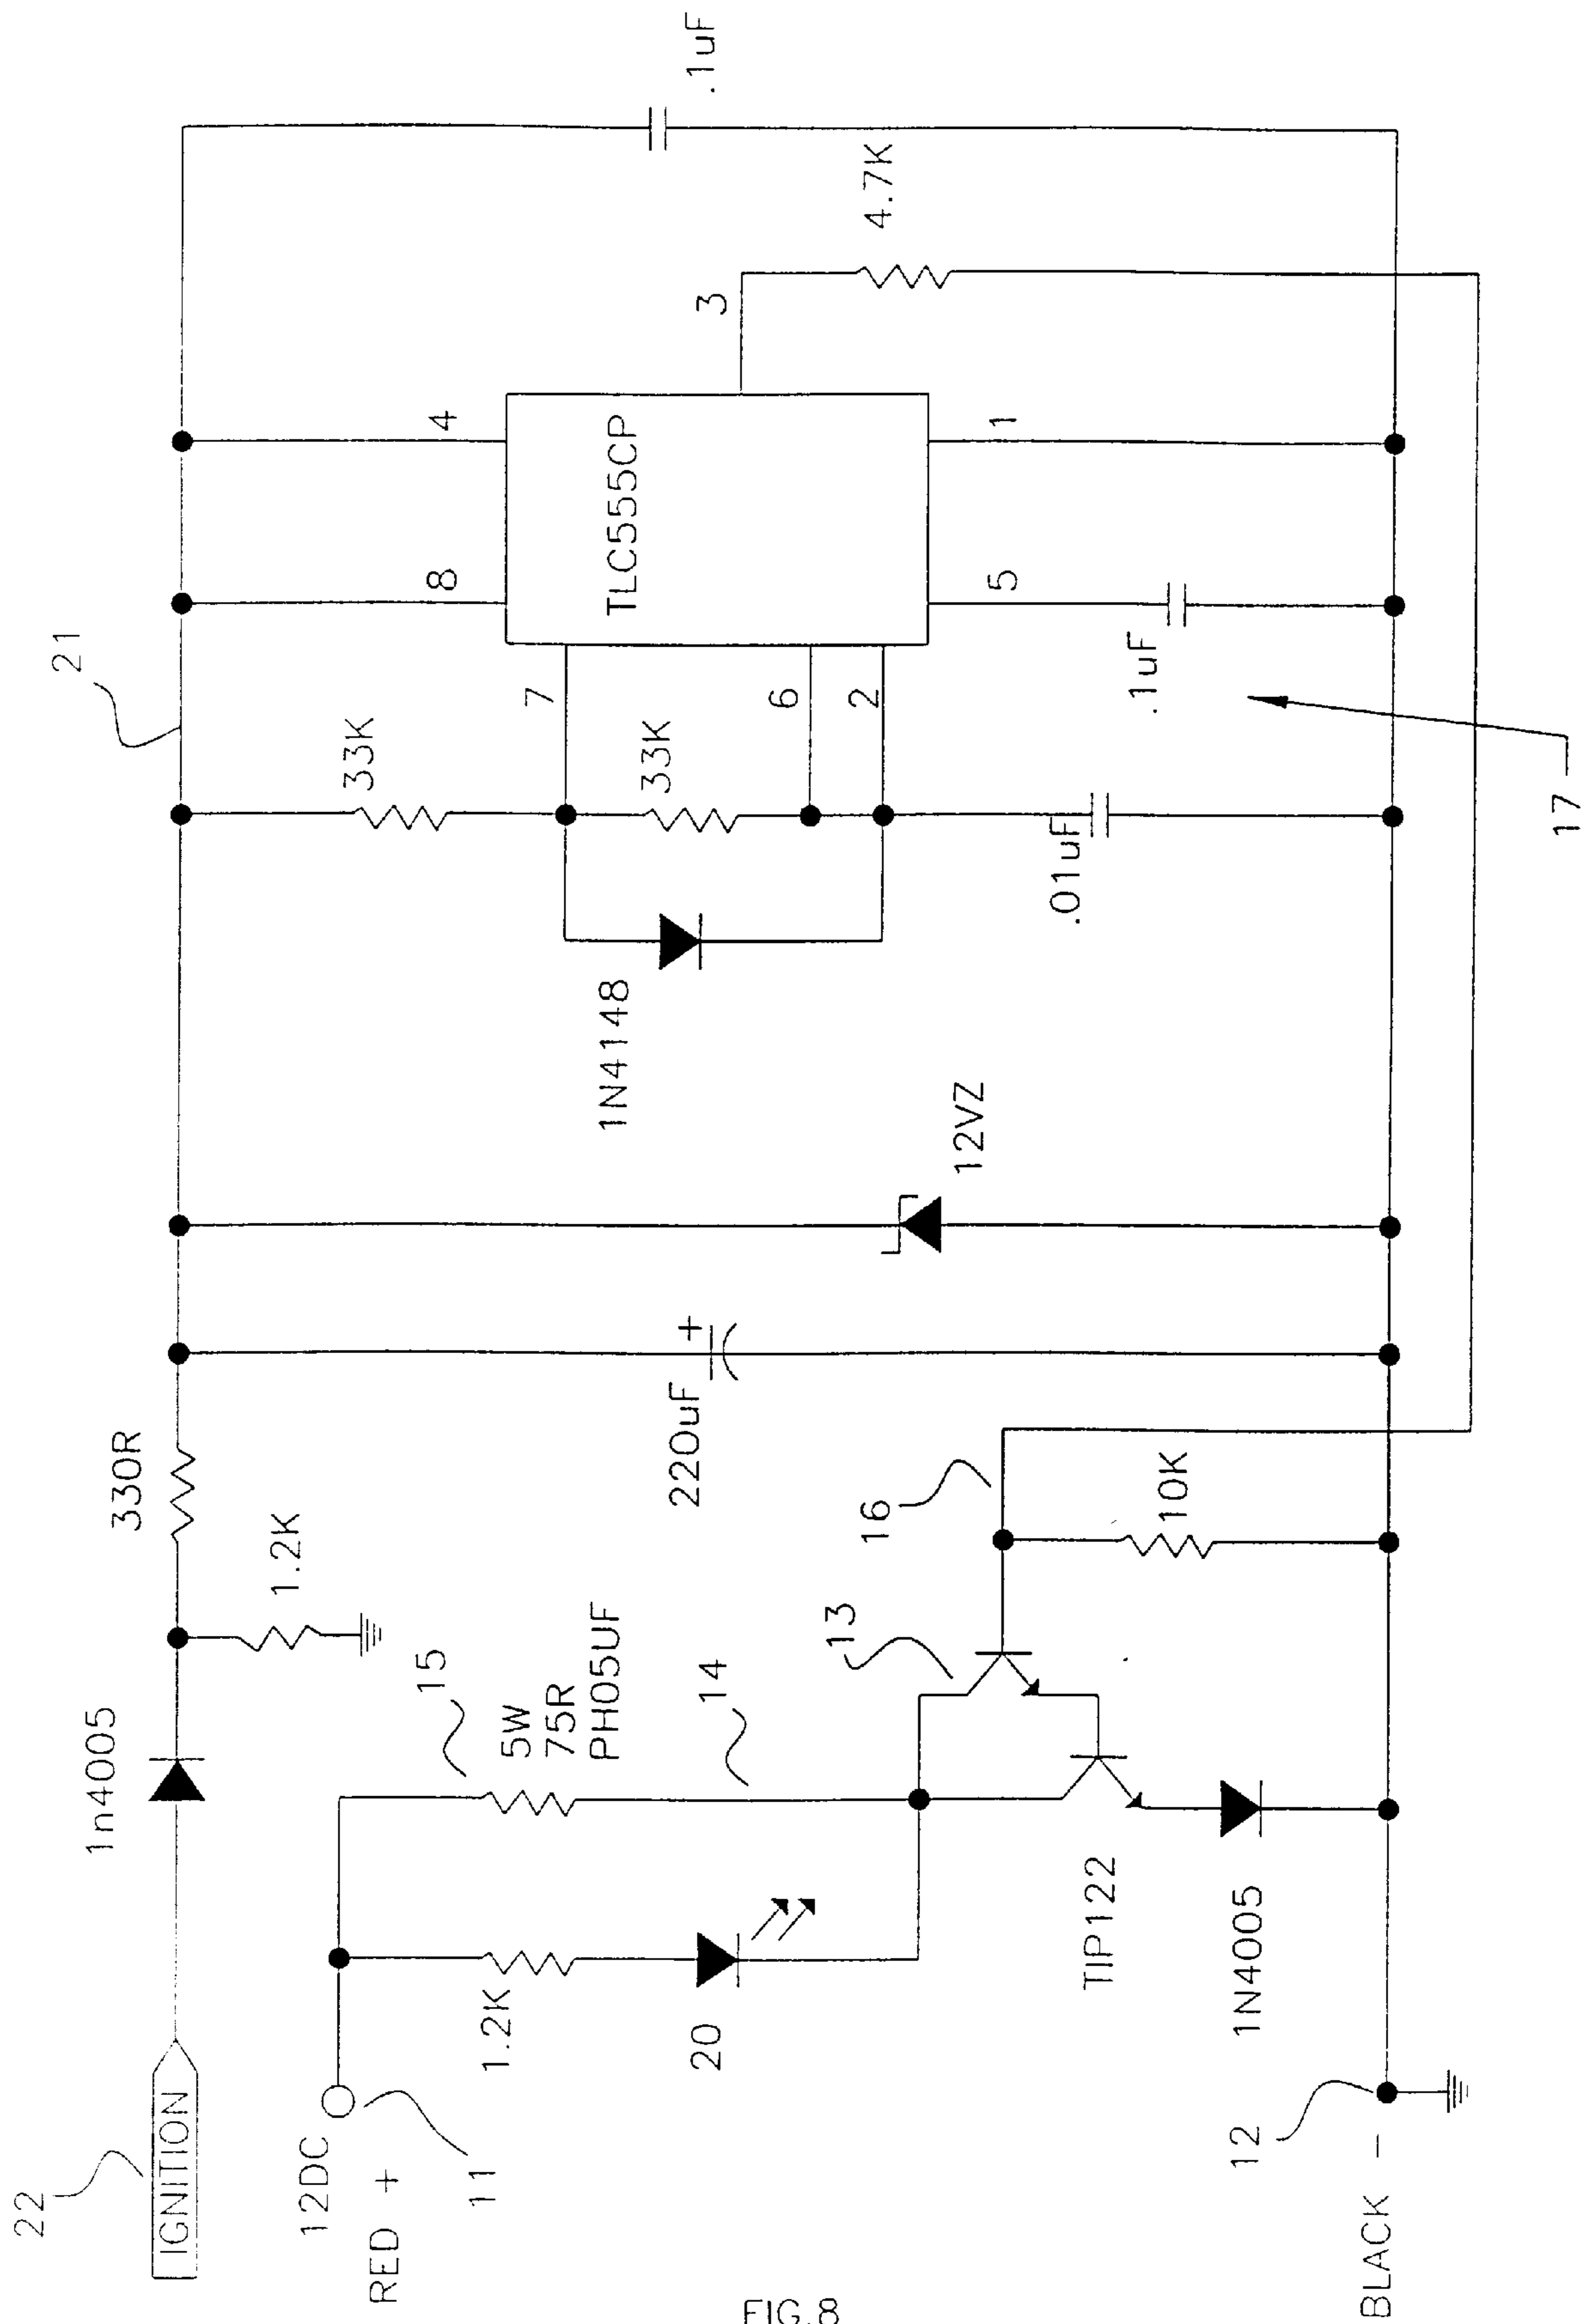 22
IGNITION
1n4005
330R
1.2K
21
12DC
RED +
11
15
5W
75R
PH05UF
14
1.2K
20
13
16
10K
TIP122
1N4005
12
BLACK -
220uF
+
12VZ
33K
33K
1N4148
.01uF
7
6
2
8
4
TLC555CP
3
5
1
.1uF
4.7K
.1uF
17
FIG.8